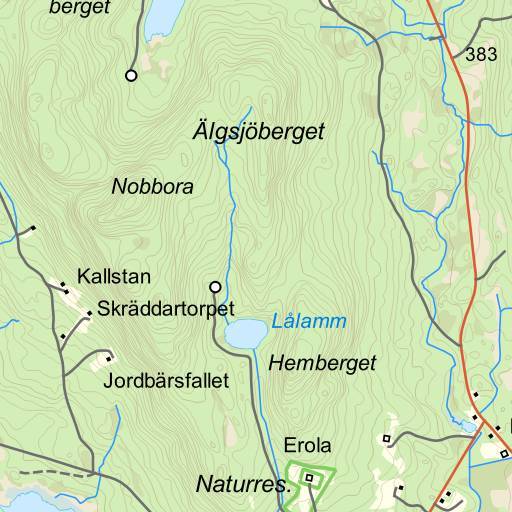 berget
383
Älgsjöberget
Nobbora
Kallstan
Skräddartorpet
Lålamm
Hemberget
Jordbärsfallet
Erola
Naturres.